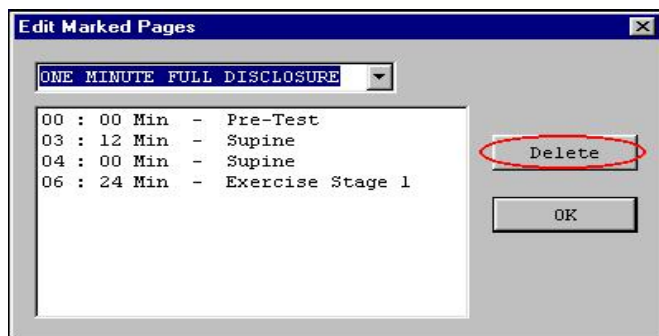 Edit Marked Pages
ONE MINUTE FULL DISCLOSURE
00 : 00 Min - Pre-Test
03 : 12 Min - Supine
04 : 00 Min - Supine
06 : 24 Min - Exercise Stage 1
Delete
OK